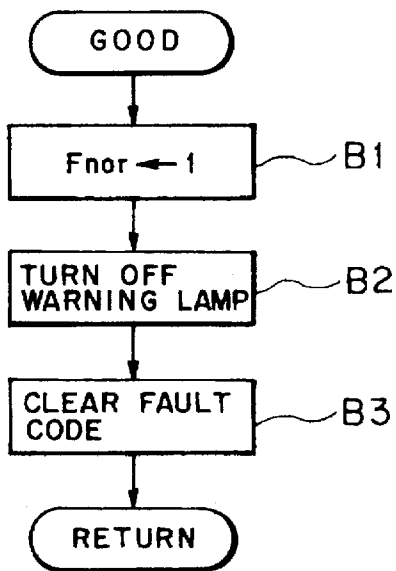 GOOD
Fnor ← 1
B1
TURN OFF
WARNING LAMP
B2
CLEAR FAULT
CODE
B3
RETURN